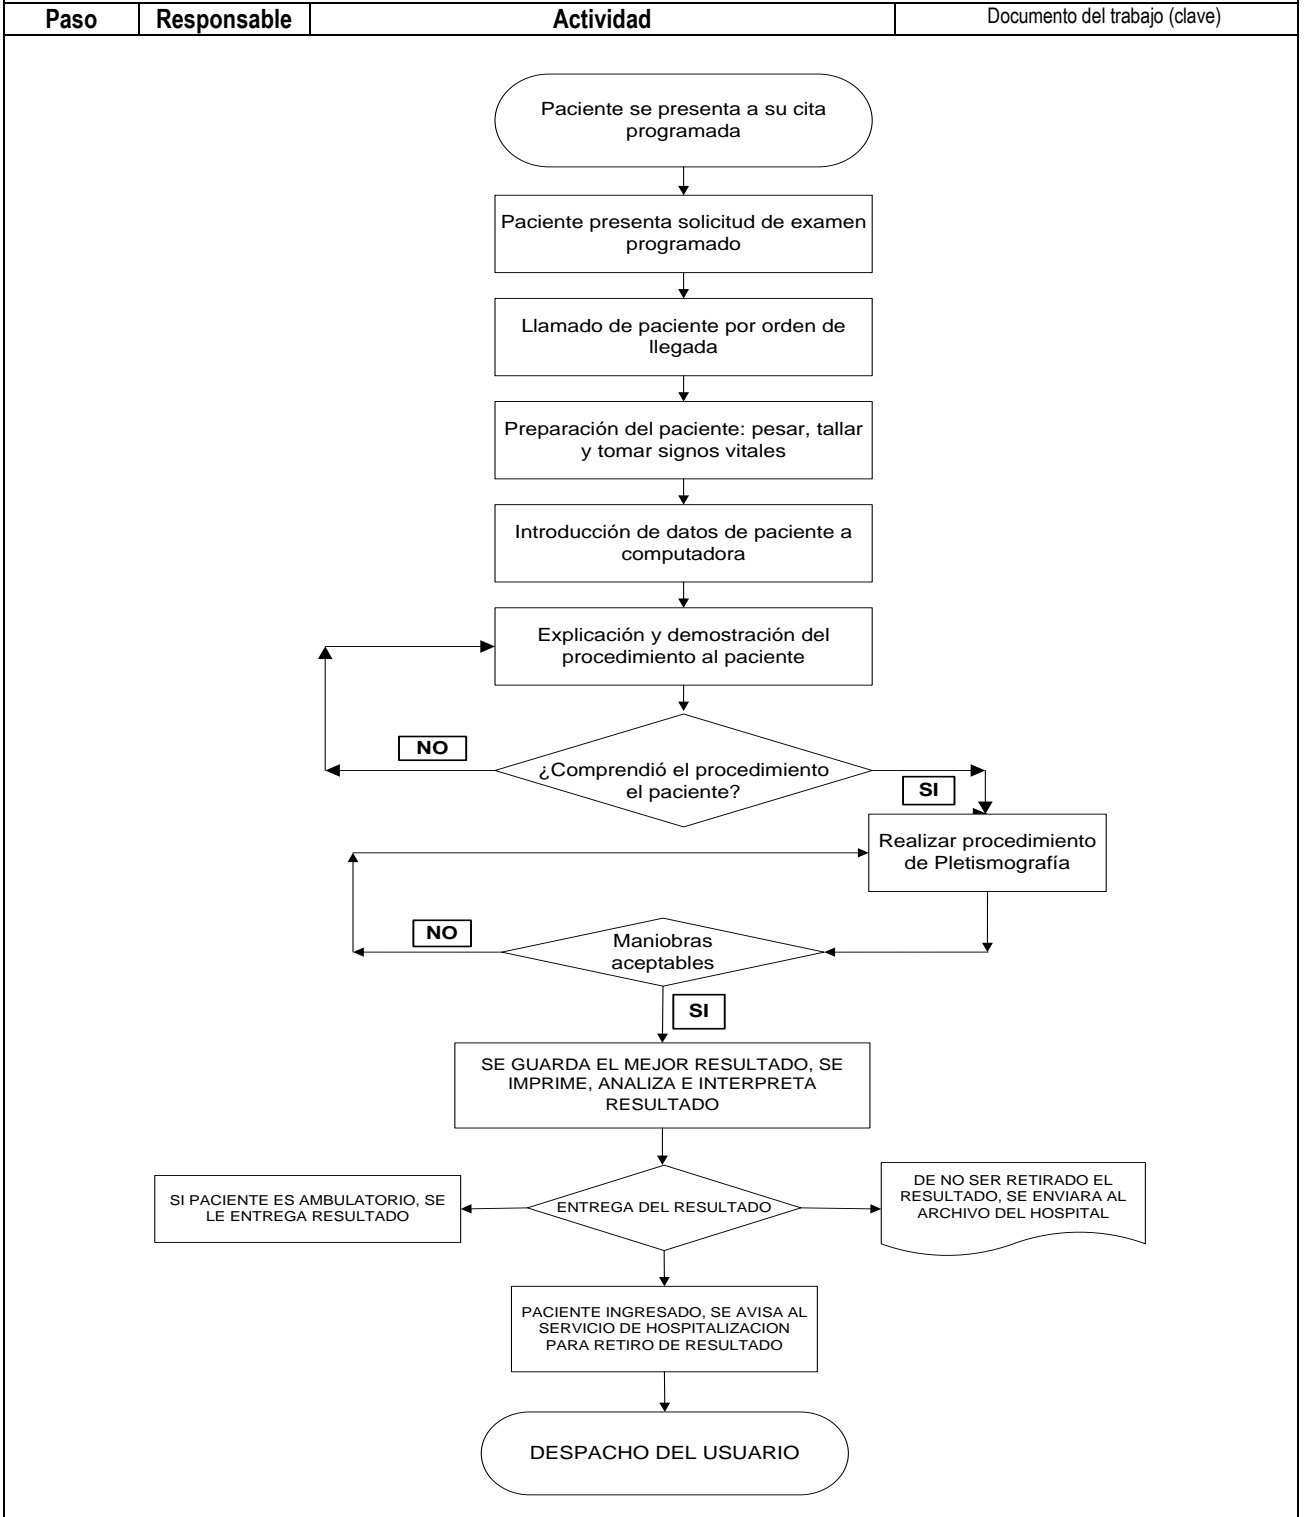 Paso Responsable Actividad Documento del trabajo (clave)
Paciente se presenta a su cita
programada
Paciente presenta solicitud de examen
programado
Llamado de paciente por orden de
llegada
Preparación del paciente: pesar, tallar
y tomar signos vitales
Introducción de datos de paciente a
computadora
Explicación y demostración del
procedimiento al paciente
NO
¿Comprendió el procedimiento
el paciente?
SI
Realizar procedimiento
de Pletismografía
NO
Maniobras
aceptables
SI
SE GUARDA EL MEJOR RESULTADO, SE
IMPRIME, ANALIZA E INTERPRETA
RESULTADO
SI PACIENTE ES AMBULATORIO, SE
LE ENTREGA RESULTADO
ENTREGA DEL RESULTADO
DE NO SER RETIRADO EL
RESULTADO, SE ENVIARA AL
ARCHIVO DEL HOSPITAL
PACIENTE INGRESADO, SE AVISA AL
SERVICIO DE HOSPITALIZACION
PARA RETIRO DE RESULTADO
DESPACHO DEL USUARIO